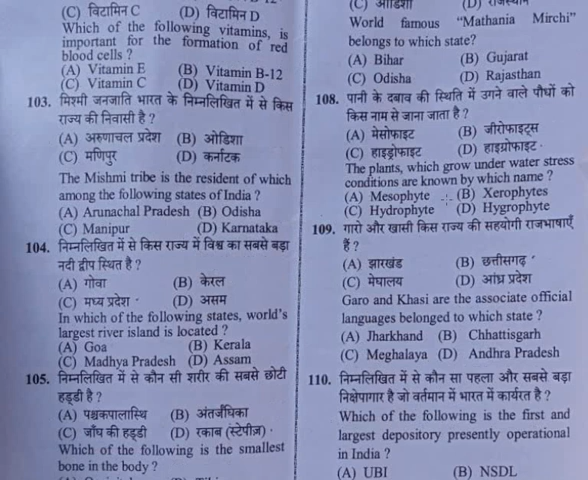 (C) विटामिन C (D) विटामिन D
Which of the following vitamins, is
important for the formation of red
blood cells ?
(A) Vitamin E (B) Vitamin B-12
(C) Vitamin C (D) Vitamin D
103. मिश्मी जनजाति भारत के निम्नलिखित में से किस
राज्य की निवासी है ?
(A) अरुणाचल प्रदेश (B) ओडिशा
(C) मणिपुर (D) कर्नाटक
The Mishmi tribe is the resident of which
among the following states of India ?
(A) Arunachal Pradesh (B) Odisha
(C) Manipur (D) Karnataka
104. निम्नलिखित में से किस राज्य में विश्व का सबसे बड़ा
नदी द्वीप स्थित है ?
(A) गोवा (B) केरल
(C) मध्य प्रदेश (D) असम
In which of the following states, world's
largest river island is located ?
(A) Goa (B) Kerala
(C) Madhya Pradesh (D) Assam
105. निम्नलिखित में से कौन सी शरीर की सबसे छोटी
हड्डी है ?
(A) पश्चकपालास्थि (B) अंतर्जंघिका
(C) जाँघ की हड्डी (D) रकाब (स्टेपीज़)
Which of the following is the smallest
bone in the body ?
(C) ओडिशा (D) राजस्थान
World famous “Mathania Mirchi”
belongs to which state?
(A) Bihar (B) Gujarat
(C) Odisha (D) Rajasthan
108. पानी के दबाव की स्थिति में उगने वाले पौधों को
किस नाम से जाना जाता है ?
(A) मेसोफाइट (B) जीरोफाइट्स
(C) हाइड्रोफाइट (D) हाइग्रोफाइट
The plants, which grow under water stress
conditions are known by which name ?
(A) Mesophyte (B) Xerophytes
(C) Hydrophyte (D) Hygrophyte
109. गारो और खासी किस राज्य की सहयोगी राजभाषाएँ
हैं ?
(A) झारखंड (B) छत्तीसगढ़
(C) मेघालय (D) आंध्र प्रदेश
Garo and Khasi are the associate official
languages belonged to which state ?
(A) Jharkhand (B) Chhattisgarh
(C) Meghalaya (D) Andhra Pradesh
110. निम्नलिखित में से कौन सा पहला और सबसे बड़ा
निक्षेपागार है जो वर्तमान में भारत में कार्यरत है ?
Which of the following is the first and
largest depository presently operational
in India ?
(A) UBI (B) NSDL